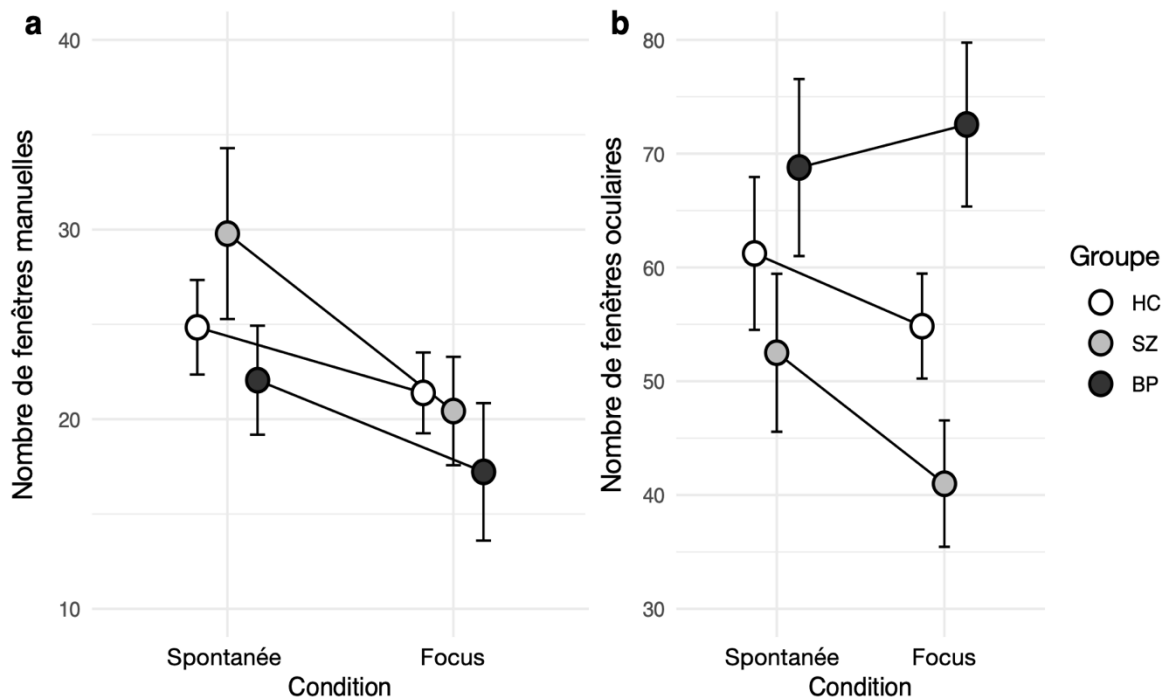 a
40
30
20
10
Nombre de fenêtres manuelles
Spontanée
Focus
Condition
b
80
70
60
50
40
30
Nombre de fenêtres oculaires
Spontanée
Focus
Condition
Groupe
HC
SZ
BP